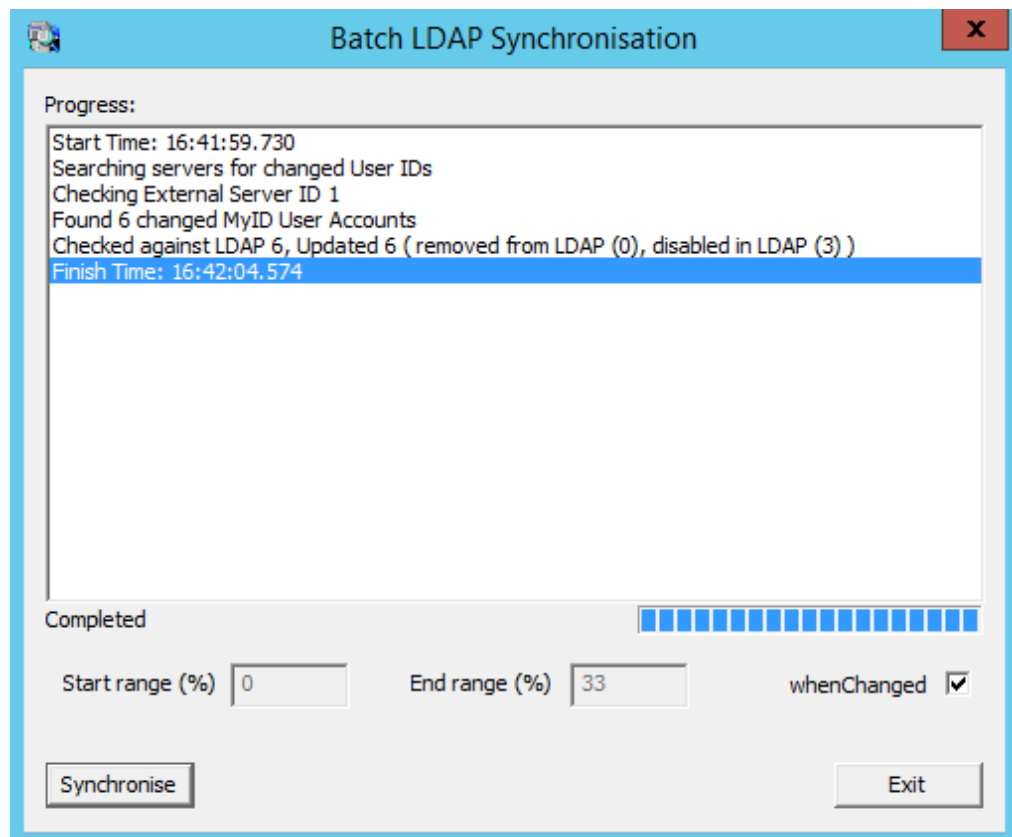 Batch LDAP Synchronisation
x
Progress:
Start Time: 16:41:59.730
Searching servers for changed User IDs
Checking External Server ID 1
Found 6 changed MyID User Accounts
Checked against LDAP 6, Updated 6 ( removed from LDAP (0), disabled in LDAP (3) )
Finish Time: 16:42:04.574
Completed
Start range (%) 0 End range (%) 33 whenChanged
Synchronise Exit